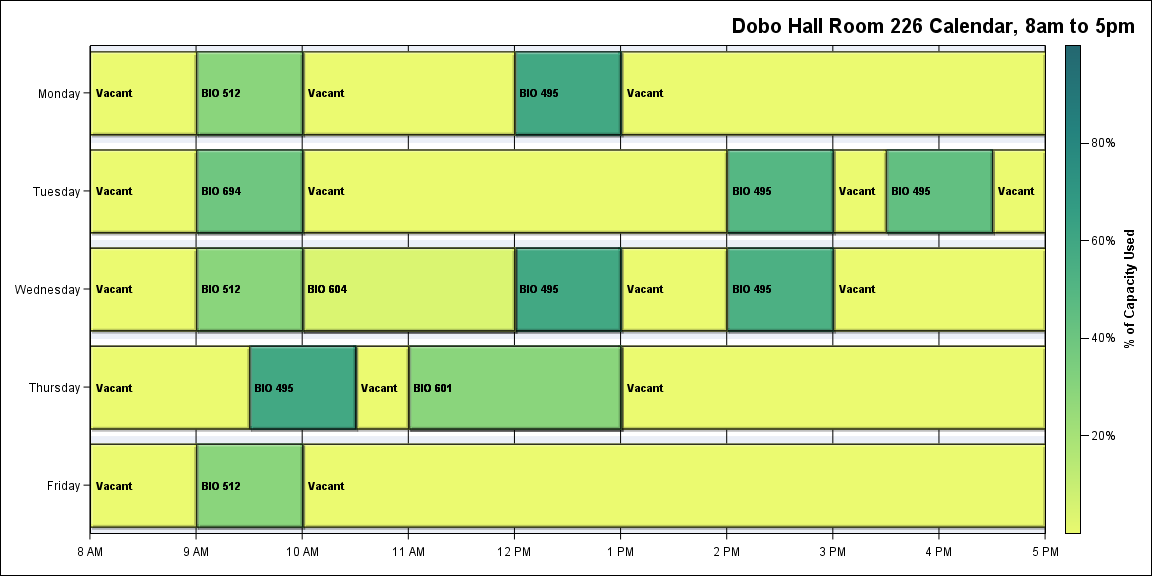 Dobo Hall Room 226 Calendar, 8am to 5pm
Monday Vacant BIO 512 Vacant BIO 495 Vacant
Tuesday Vacant BIO 694 Vacant BIO 495 Vacant BIO 495 Vacant
Wednesday Vacant BIO 512 BIO 604 BIO 495 Vacant BIO 495 Vacant
Thursday Vacant BIO 495 Vacant BIO 601 Vacant
Friday Vacant BIO 512 Vacant
8 AM 9 AM 10 AM 11 AM 12 PM 1 PM 2 PM 3 PM 4 PM 5 PM
80%
60%
40%
20%
% of Capacity Used